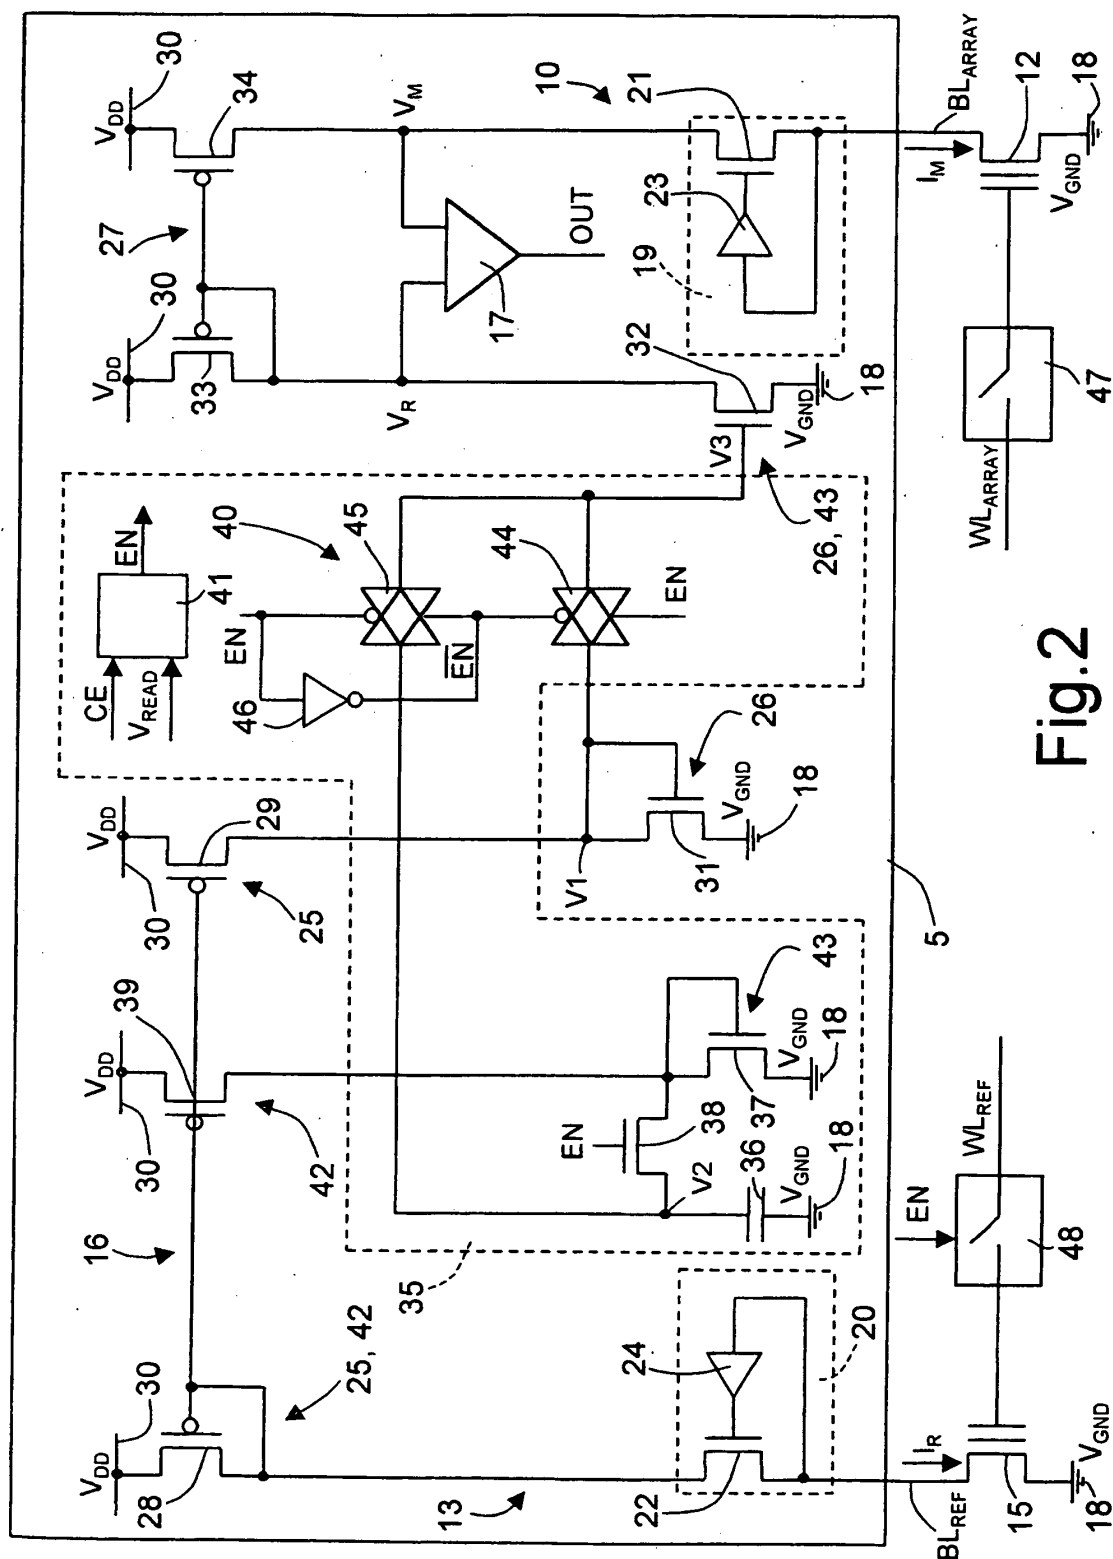 V_DD
30
V_DD
30
V_DD
30
CE
V_READ
41
EN
V_DD
30
V_DD
30
28
16
39
29
33
27
34
25, 42
42
25
46
EN
40
45
EN
44
EN
V_R
V_M
17
OUT
10
13
35
EN
38
V2
36
V_GND
18
37
V_GND
18
43
V1
31
V_GND
18
26
V3
32
V_GND
18
26, 43
19
23
21
22
24
20
5
BL_REF
I_R
EN
I_M
BL_ARRAY
15
V_GND
18
48
WL_REF
Fig.2
WL_ARRAY
47
12
V_GND
18